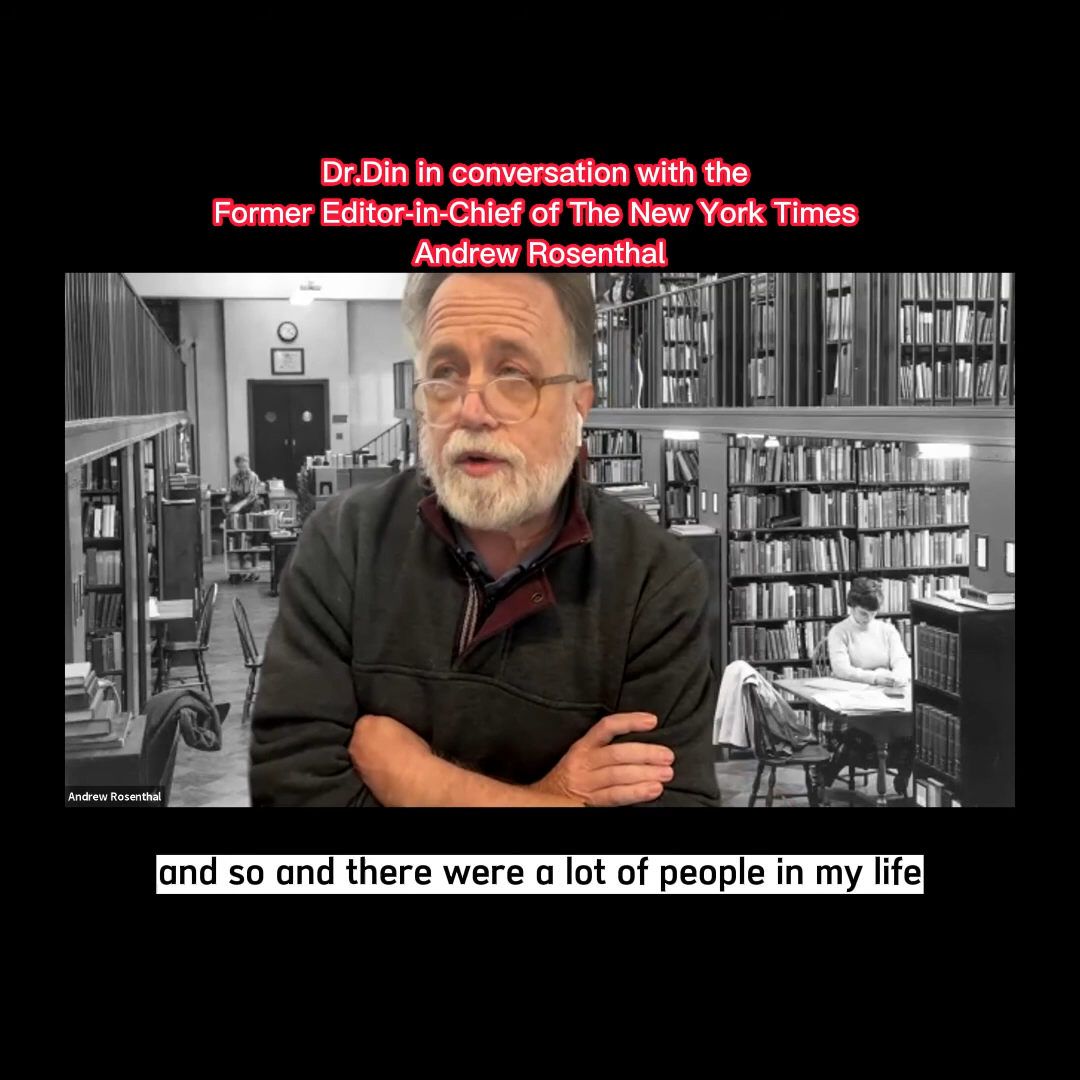 Dr.Din in conversation with the
Former Editor-in-Chief of The New York Times
Andrew Rosenthal
Andrew Rosenthal
and so and there were a lot of people in my life